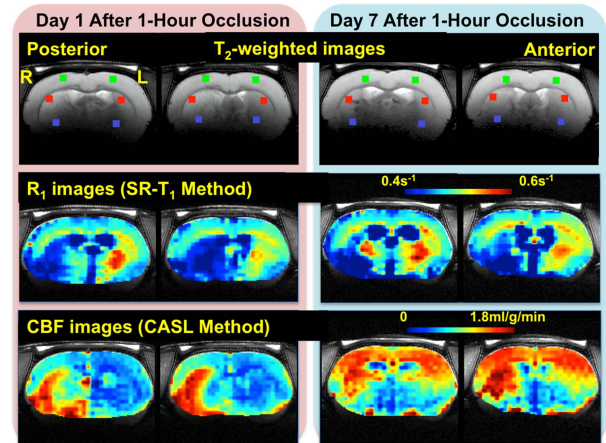 Day 1 After 1-Hour Occlusion
Day 7 After 1-Hour Occlusion
Posterior
T₂-weighted images
Anterior
R
L
R₁ images (SR-T₁ Method)
0.4s⁻¹
0.6s⁻¹
CBF images (CASL Method)
0
1.8ml/g/min